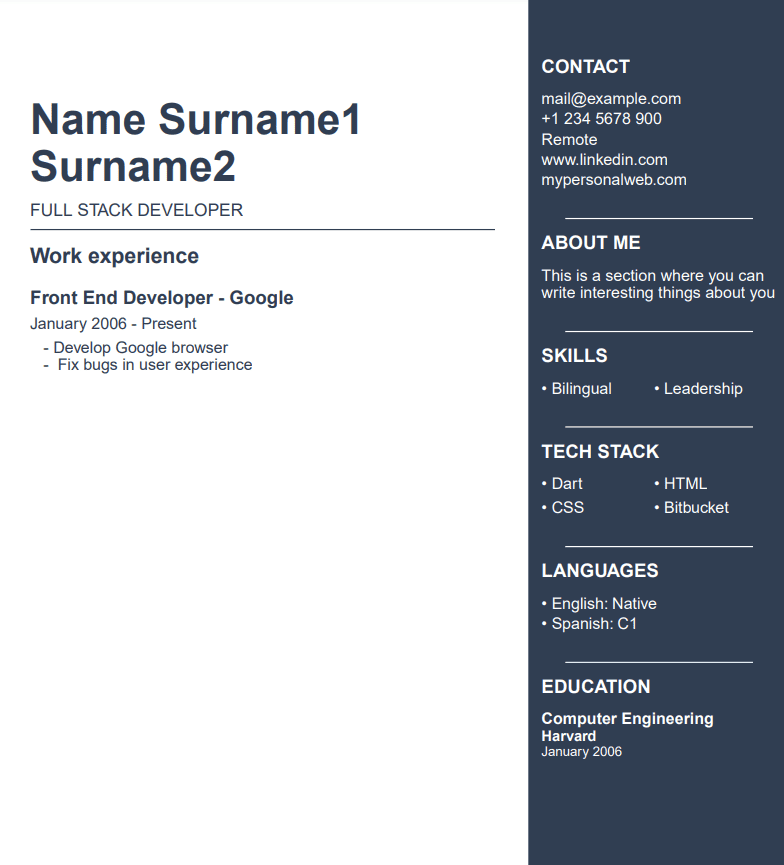 Name Surname1
Surname2
FULL STACK DEVELOPER
Work experience
Front End Developer - Google
January 2006 - Present
- Develop Google browser
-  Fix bugs in user experience
CONTACT
mail@example.com
+1 234 5678 900
Remote
www.linkedin.com
mypersonalweb.com
ABOUT ME
This is a section where you can
write interesting things about you
SKILLS
• Bilingual • Leadership
TECH STACK
• Dart • HTML
• CSS • Bitbucket
LANGUAGES
• English: Native
• Spanish: C1
EDUCATION
Computer Engineering
Harvard
January 2006